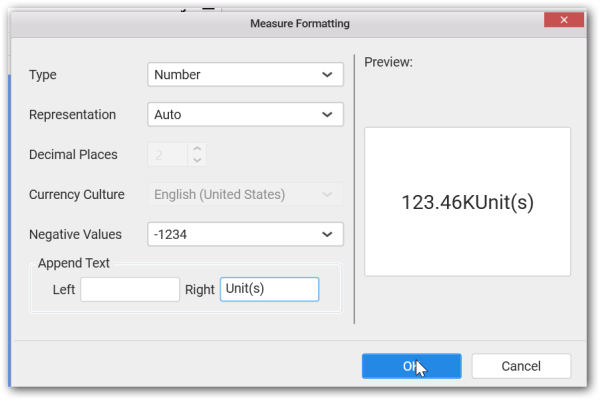 Measure Formatting
Type Number
Preview:
Representation Auto
Decimal Places 2
123.46KUnit(s)
Currency Culture English (United States)
Negative Values -1234
Append Text
Left Right Unit(s)
OK Cancel